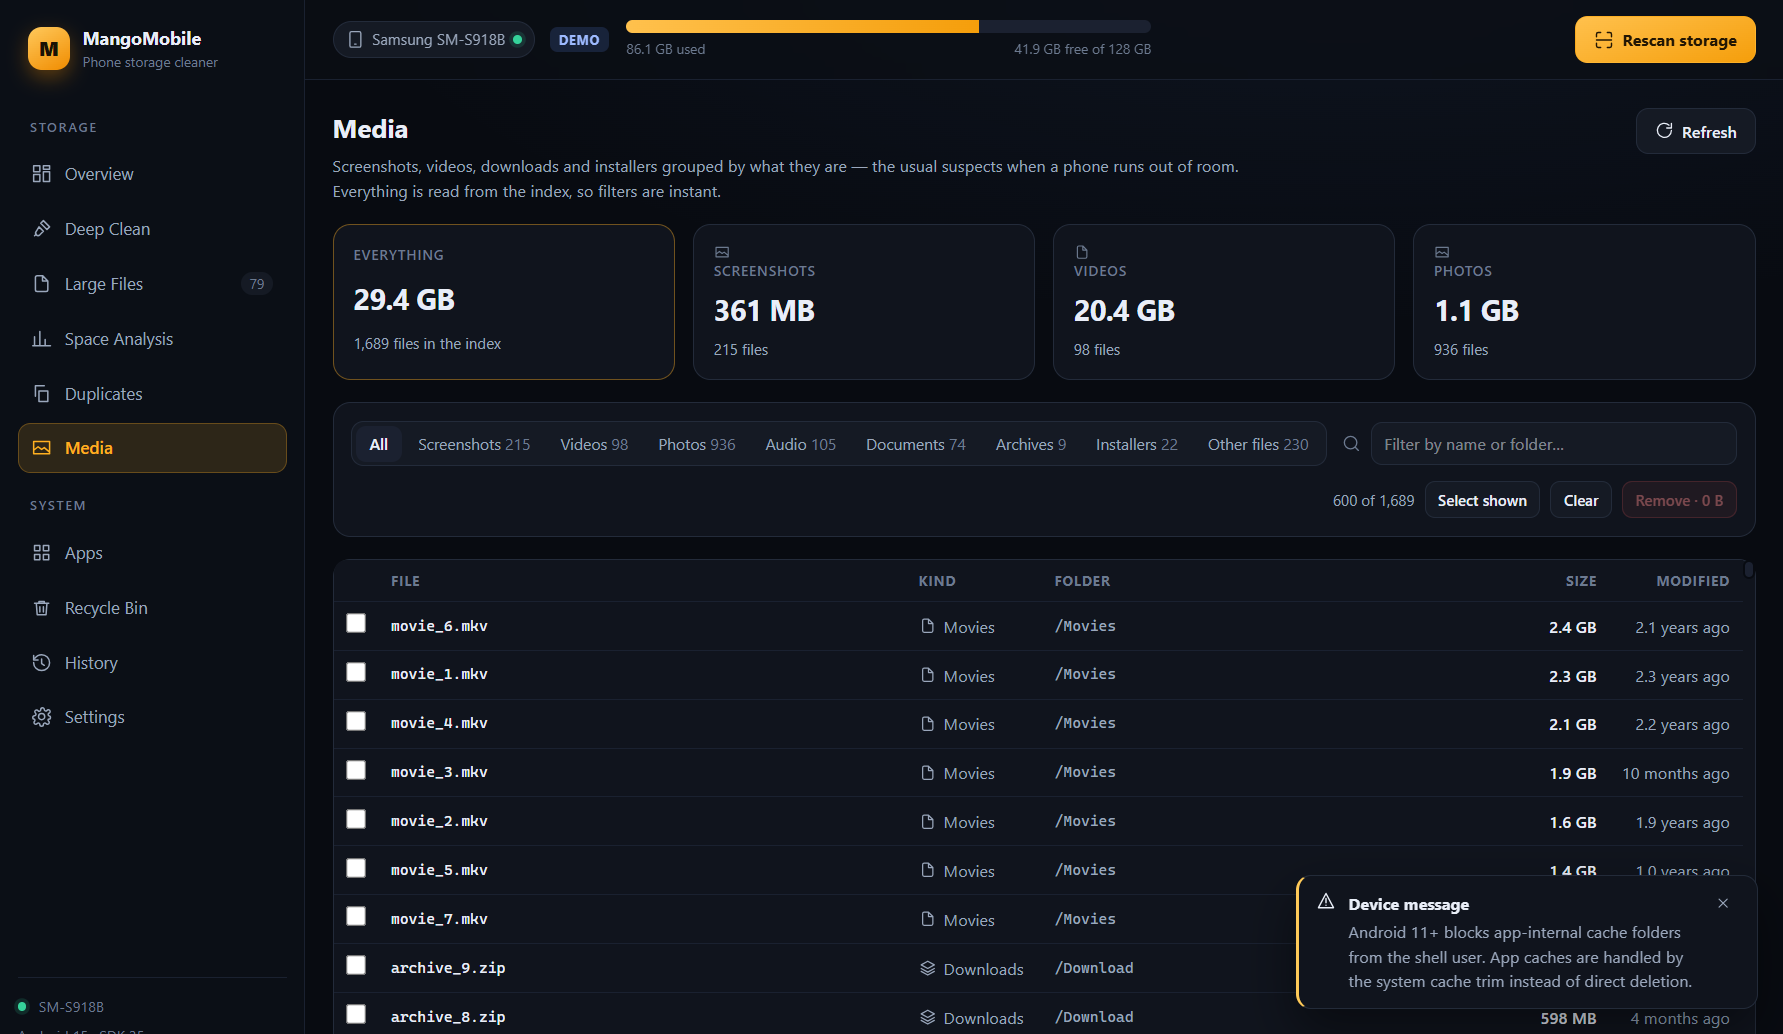 M
MangoMobile
Phone storage cleaner
STORAGE
Overview
Deep Clean
Large Files 79
Space Analysis
Duplicates
Media
SYSTEM
Apps
Recycle Bin
History
Settings
SM-S918B
Samsung SM-S918B
DEMO
86.1 GB used
41.9 GB free of 128 GB
Rescan storage
Media
Refresh
Screenshots, videos, downloads and installers grouped by what they are — the usual suspects when a phone runs out of room.
Everything is read from the index, so filters are instant.
EVERYTHING
29.4 GB
1,689 files in the index
SCREENSHOTS
361 MB
215 files
VIDEOS
20.4 GB
98 files
PHOTOS
1.1 GB
936 files
All Screenshots 215 Videos 98 Photos 936 Audio 105 Documents 74 Archives 9 Installers 22 Other files 230
Filter by name or folder...
600 of 1,689 Select shown Clear Remove · 0 B
FILE KIND FOLDER SIZE MODIFIED
movie_6.mkv Movies /Movies 2.4 GB 2.1 years ago
movie_1.mkv Movies /Movies 2.3 GB 2.3 years ago
movie_4.mkv Movies /Movies 2.1 GB 2.2 years ago
movie_3.mkv Movies /Movies 1.9 GB 10 months ago
movie_2.mkv Movies /Movies 1.6 GB 1.9 years ago
movie_5.mkv Movies /Movies 1.4 GB 1.0 years ago
movie_7.mkv Movies /Movies
archive_9.zip Downloads /Download
archive_8.zip Downloads /Download 598 MB 4 months ago
Device message
Android 11+ blocks app-internal cache folders
from the shell user. App caches are handled by
the system cache trim instead of direct deletion.